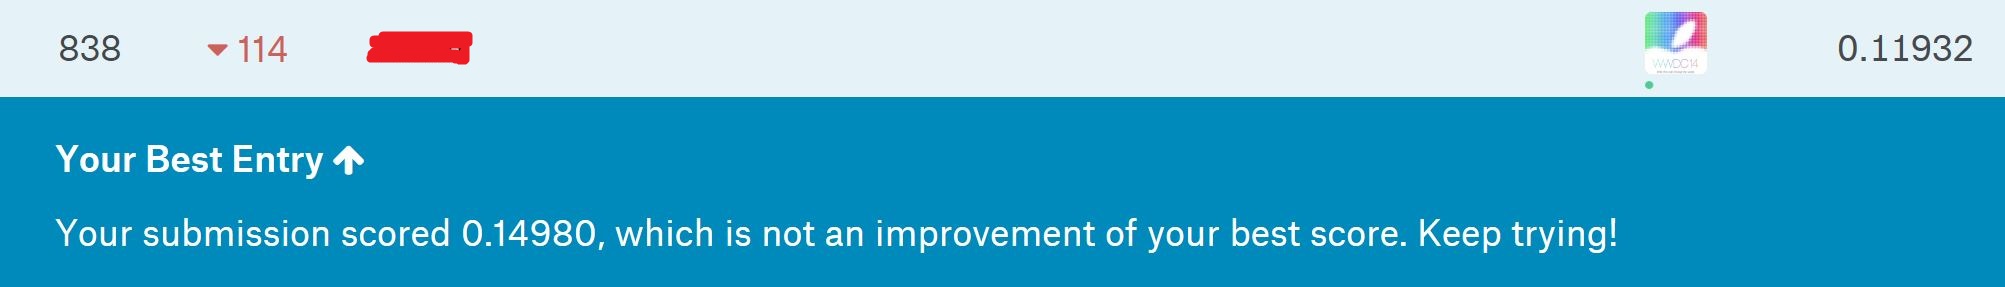 838 114 0.11932
WWDC14
Your Best Entry
Your submission scored 0.14980, which is not an improvement of your best score. Keep trying!